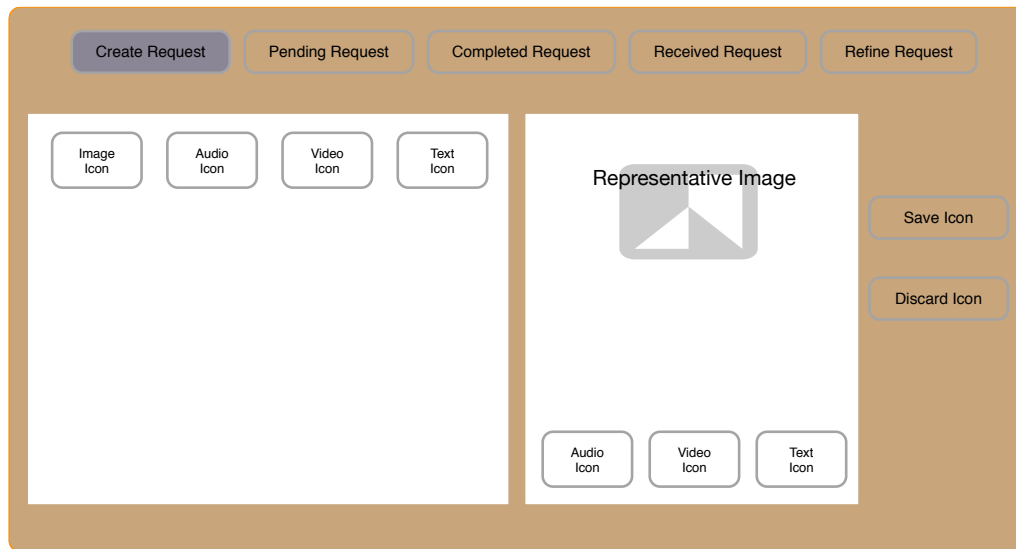 Create Request
Pending Request
Completed Request
Received Request
Refine Request
Image
Icon
Audio
Icon
Video
Icon
Text
Icon
Representative Image
Save Icon
Discard Icon
Audio
Icon
Video
Icon
Text
Icon